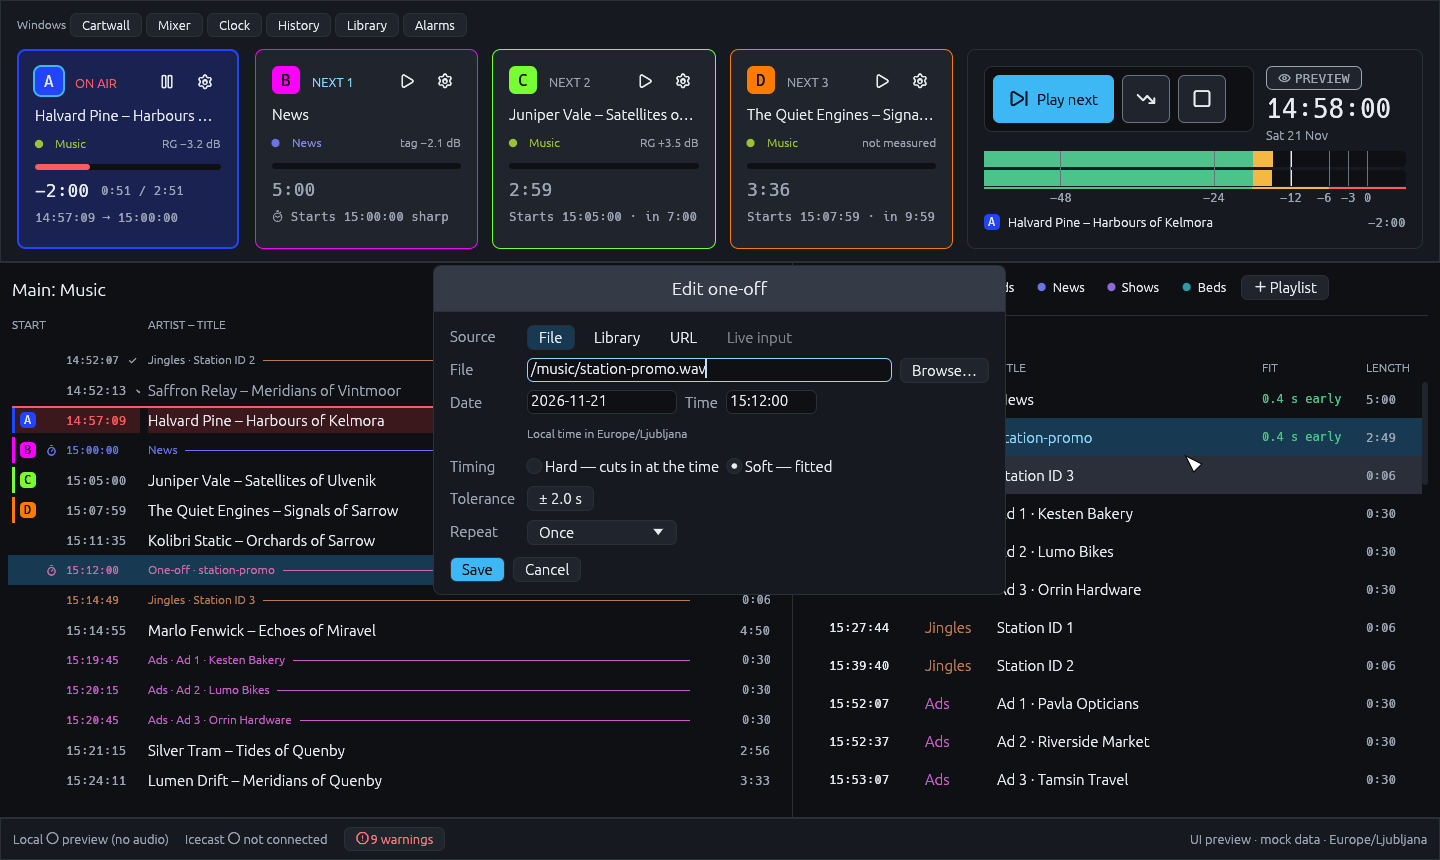 Windows Cartwall Mixer Clock History Library Alarms
A ON AIR
Halvard Pine – Harbours …
Music RG −3.2 dB
−2:00 0:51 / 2:51
14:57:09 → 15:00:00
B NEXT 1
News
News tag −2.1 dB
5:00
Starts 15:00:00 sharp
C NEXT 2
Juniper Vale – Satellites o…
Music RG +3.5 dB
2:59
Starts 15:05:00 · in 7:00
D NEXT 3
The Quiet Engines – Signa…
Music not measured
3:36
Starts 15:07:59 · in 9:59
Play next
PREVIEW
14:58:00
Sat 21 Nov
−48 −24 −12 −6 −3 0
A Halvard Pine – Harbours of Kelmora −2:00
Main: Music
START ARTIST – TITLE
14:52:07 Jingles · Station ID 2
14:52:13 Saffron Relay – Meridians of Vintmoor
A 14:57:09 Halvard Pine – Harbours of Kelmora
B 15:00:00 News
C 15:05:00 Juniper Vale – Satellites of Ulvenik
D 15:07:59 The Quiet Engines – Signals of Sarrow
15:11:35 Kolibri Static – Orchards of Sarrow
15:12:00 One-off · station-promo
15:14:49 Jingles · Station ID 3 0:06
15:14:55 Marlo Fenwick – Echoes of Miravel 4:50
15:19:45 Ads · Ad 1 · Kesten Bakery 0:30
15:20:15 Ads · Ad 2 · Lumo Bikes 0:30
15:20:45 Ads · Ad 3 · Orrin Hardware 0:30
15:21:15 Silver Tram – Tides of Quenby 2:56
15:24:11 Lumen Drift – Meridians of Quenby 3:33
Edit one-off
Source File Library URL Live input
File /music/station-promo.wav Browse…
Date 2026-11-21 Time 15:12:00
Local time in Europe/Ljubljana
Timing Hard — cuts in at the time Soft — fitted
Tolerance ± 2.0 s
Repeat Once
Save Cancel
ds News Shows Beds + Playlist
TLE FIT LENGTH
ews 0.4 s early 5:00
tation-promo 0.4 s early 2:49
tation ID 3 0:06
d 1 · Kesten Bakery 0:30
d 2 · Lumo Bikes 0:30
d 3 · Orrin Hardware 0:30
15:27:44 Jingles Station ID 1 0:06
15:39:40 Jingles Station ID 2 0:06
15:52:07 Ads Ad 1 · Pavla Opticians 0:30
15:52:37 Ads Ad 2 · Riverside Market 0:30
15:53:07 Ads Ad 3 · Tamsin Travel 0:30
Local preview (no audio) Icecast not connected 9 warnings
UI preview · mock data · Europe/Ljubljana